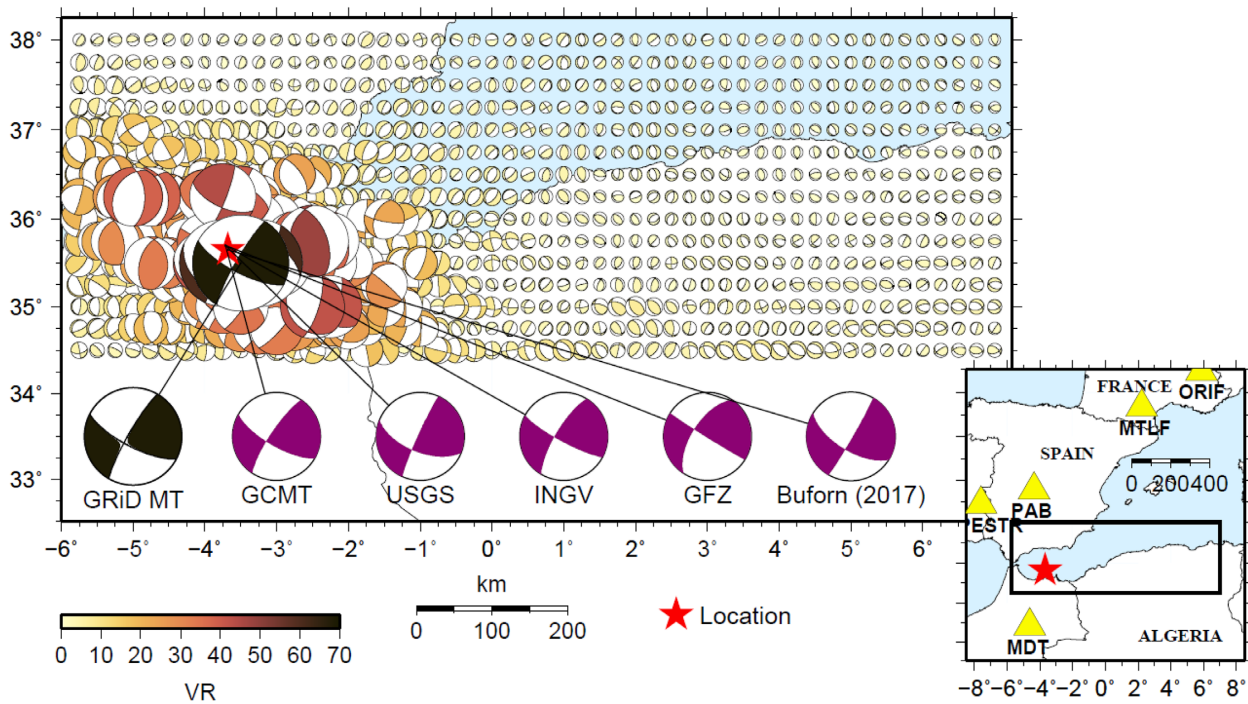 38°
37°
36°
35°
34°
33°
GRiD MT
GCMT
USGS
INGV
GFZ
Buforn (2017)
−6°
−5°
−4°
−3°
−2°
−1°
0°
1°
2°
3°
4°
5°
6°
km
0
100
200
0
10
20
30
40
50
60
70
VR
Location
FRANCE
ORIF
MTLF
SPAIN
0
200
400
PAB
PESTR
MDT
ALGERIA
−8°
−6°
−4°
−2°
0°
2°
4°
6°
8°